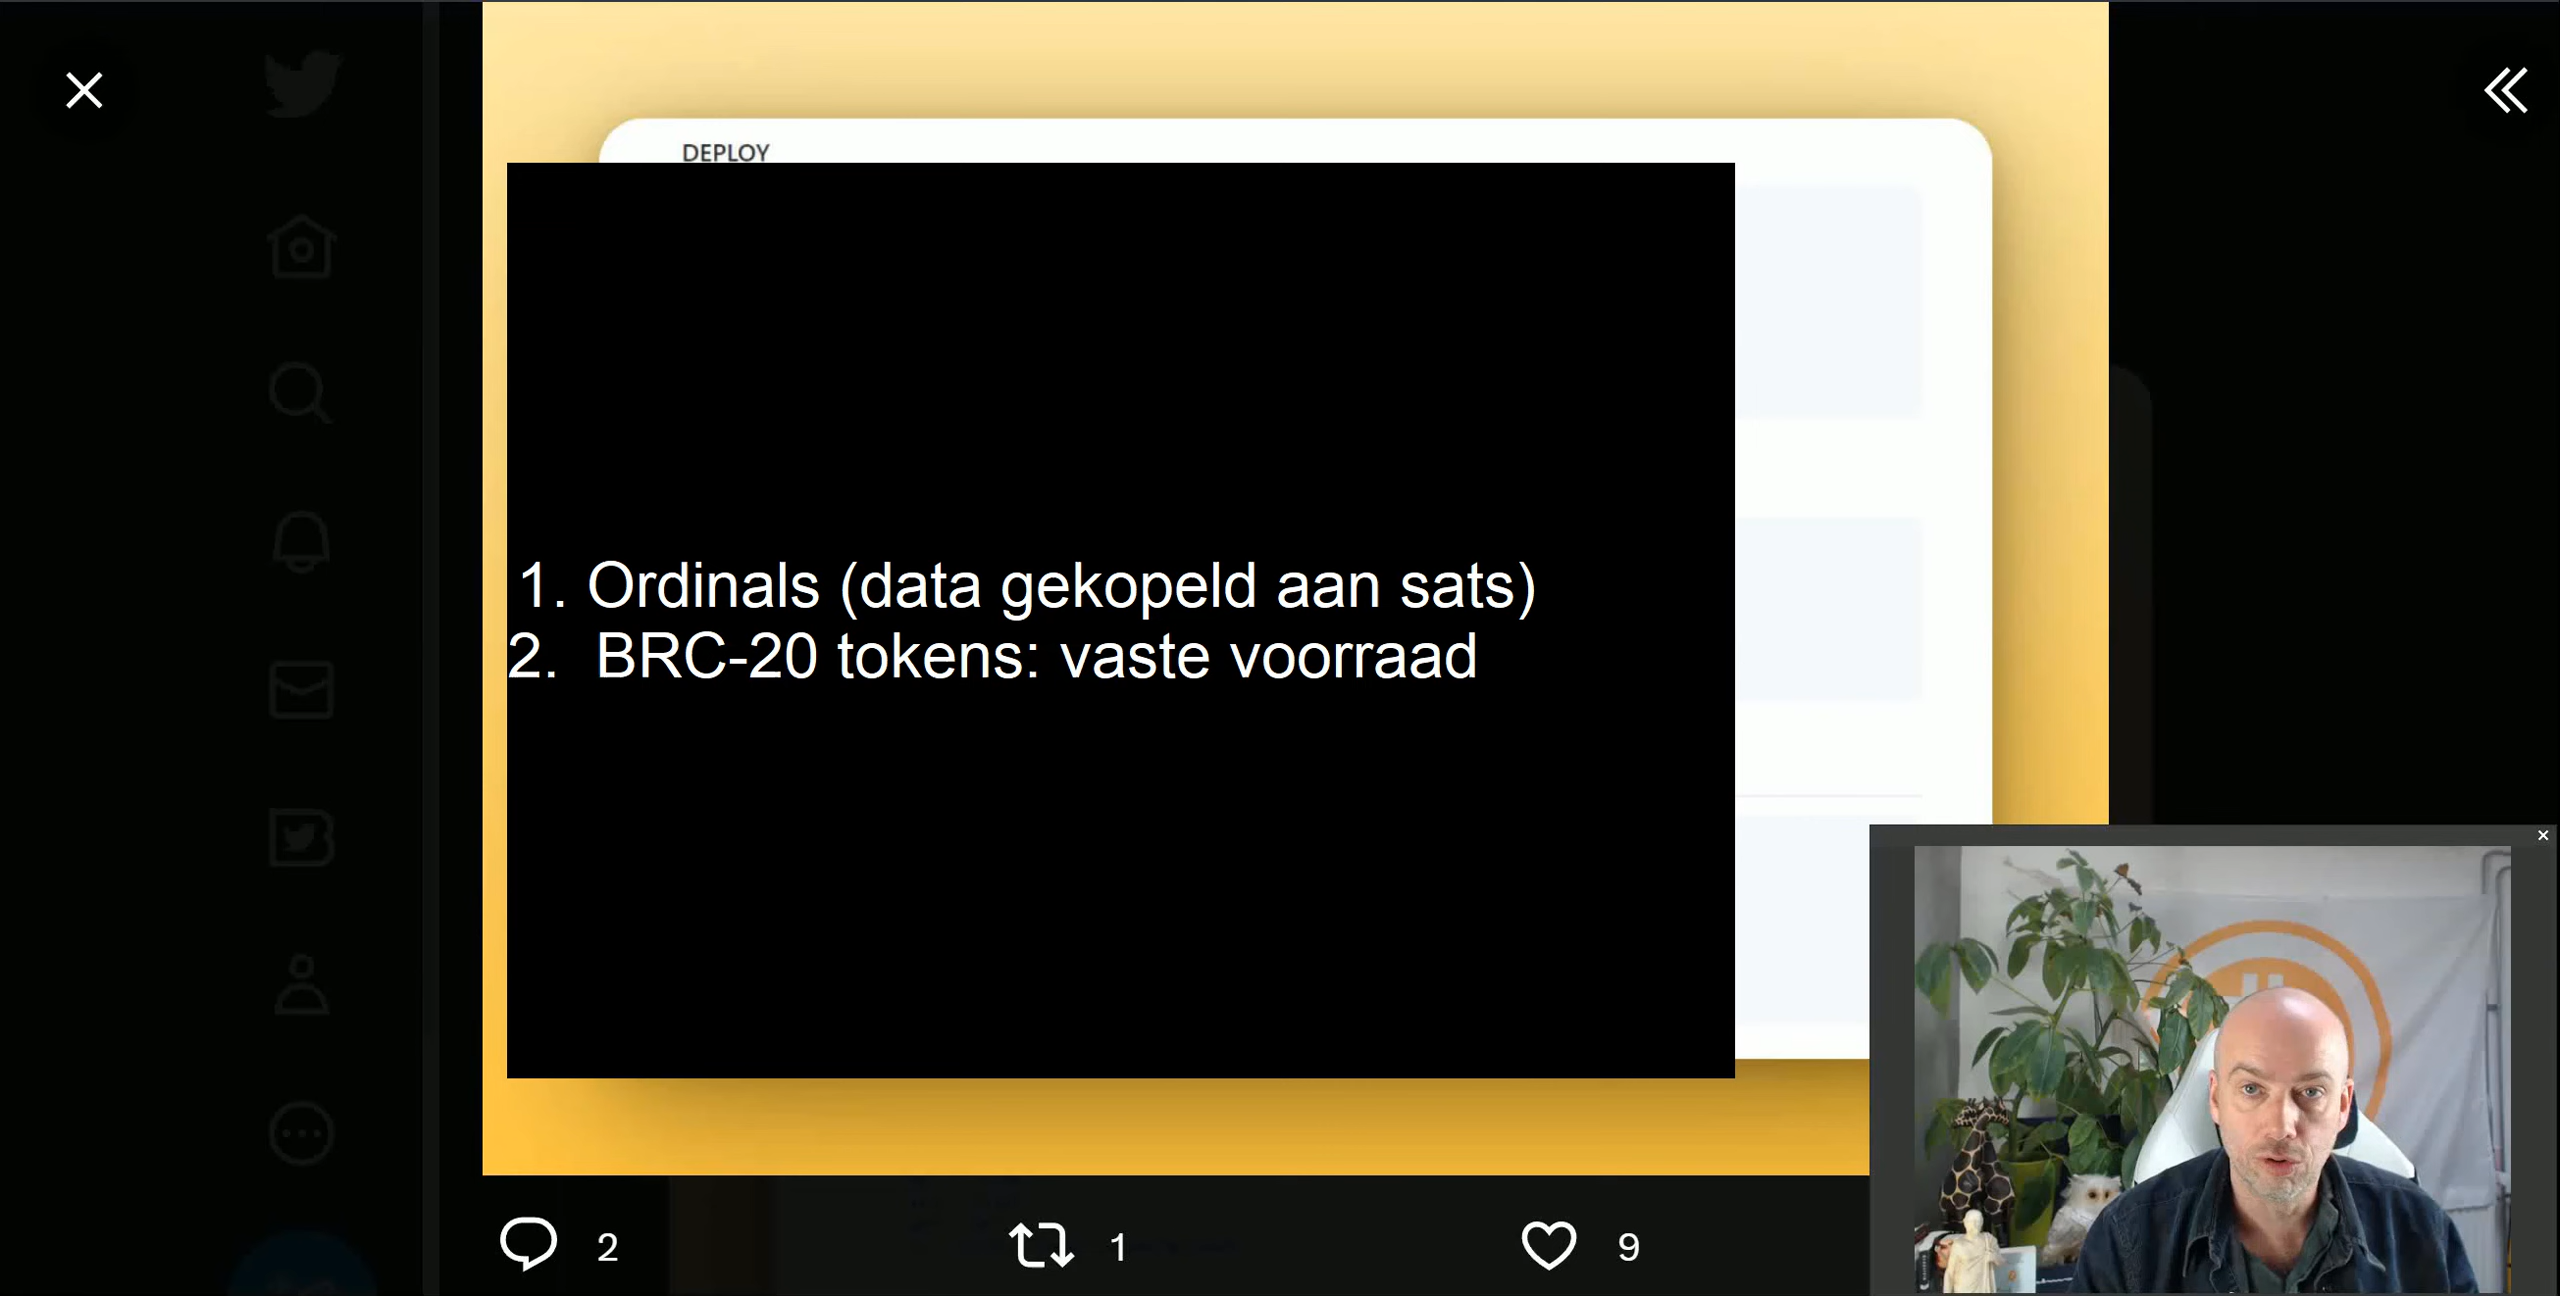 DEPLOY
1. Ordinals (data gekopeld aan sats)
2. BRC-20 tokens: vaste voorraad
2
1
9